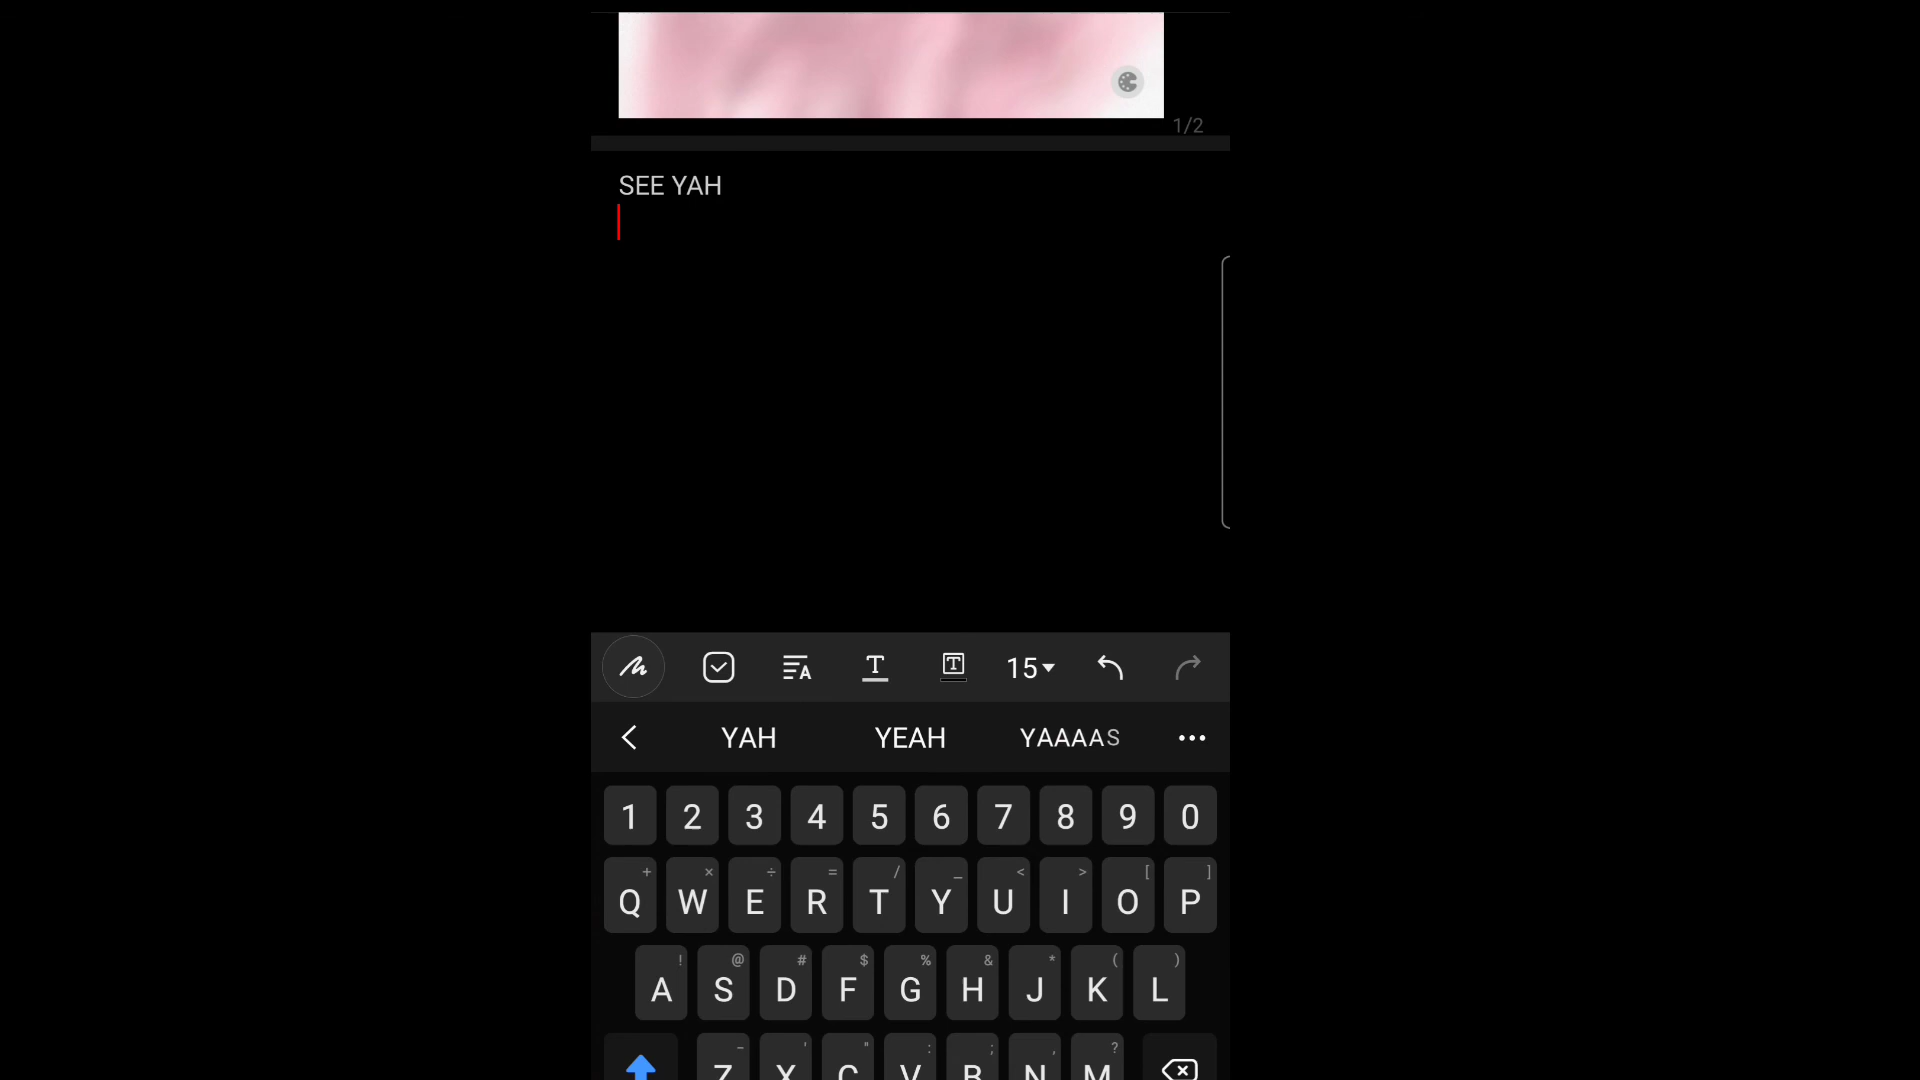 1/2
SEE YAH
15
YAH YEAH YAAAAS
1 2 3 4 5 6 7 8 9 0
+ × ÷ = / _ < > [ ]
Q W E R T Y U I O P
! @ # $ % & * ( )
A S D F G H J K L
- ' " : ; , ?
Z X C V B N M